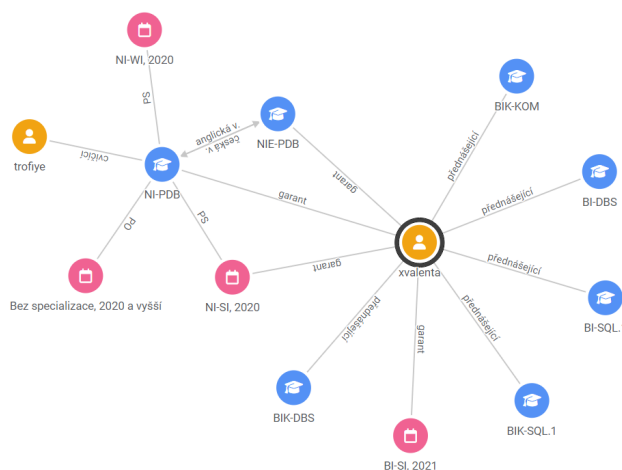 NI-WI, 2020
PS
BIK-KOM
NIE-PDB
anglická v.
česká v.
trofiye
cvičící
NI-PDB
přednášející
garant
garant
přednášející
BI-DBS
PO
PS
xvalenta
přednášející
garant
Bez specializace, 2020 a vyšší
NI-SI, 2020
BI-SQL.
přednášející
garant
přednášející
BIK-DBS
BIK-SQL.1
BI-SI, 2021